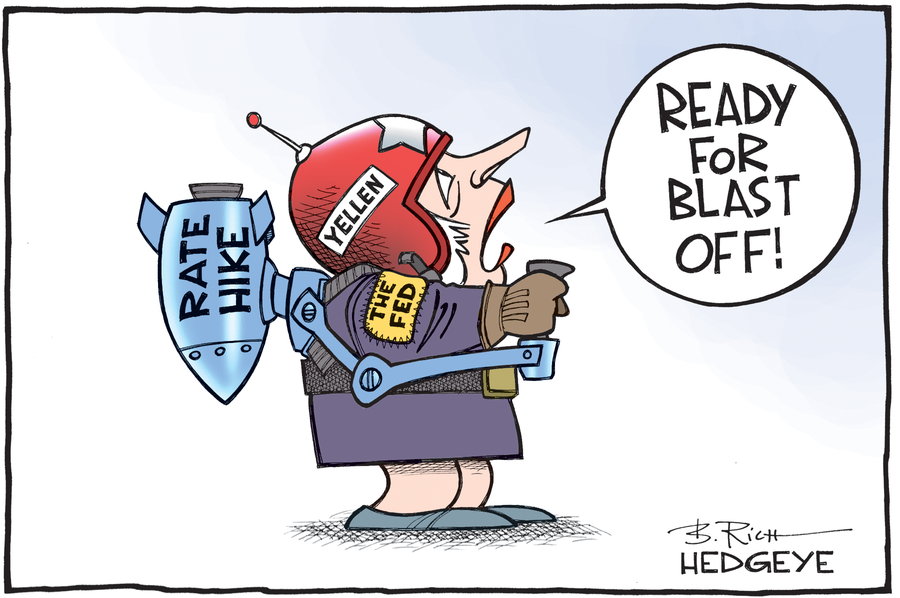 YELLEN
RATE
HIKE
THE
FED
READY
FOR
BLAST
OFF!
B. RICH
HEDGEYE